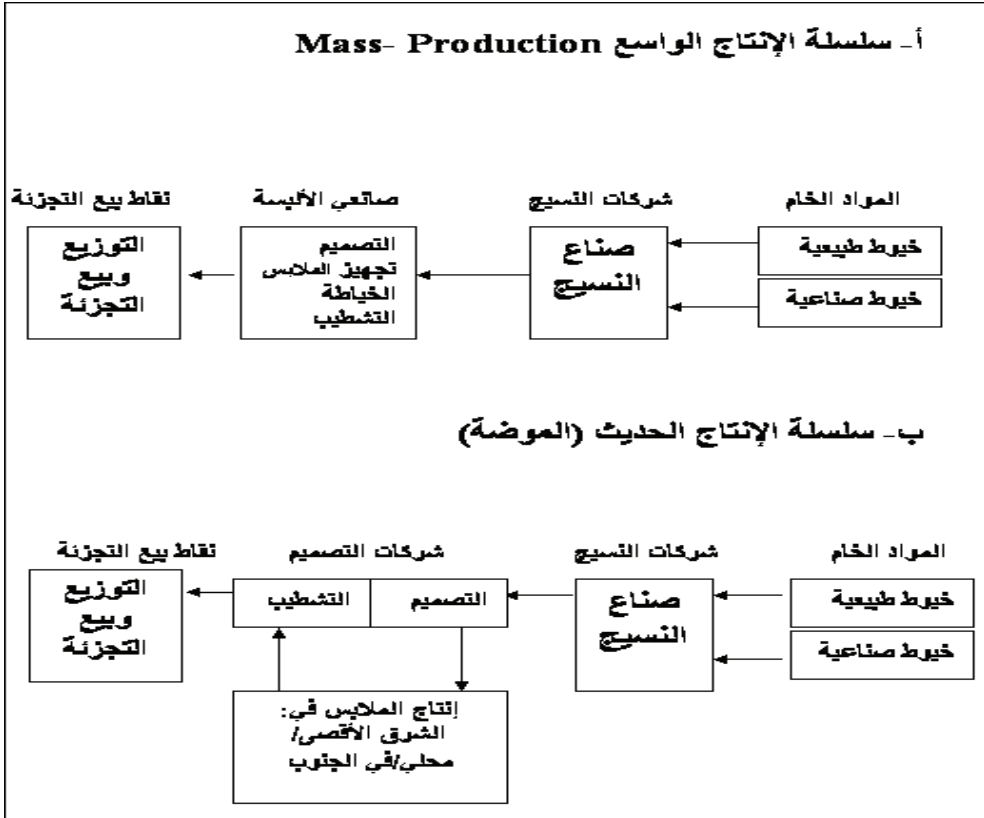 أ- سلسلة الإنتاج الواسع Mass- Production
المواد الخام
شركات النسيج
صانعي الألبسة
نقاط بيع التجزئة
خيوط طبيعية
خيوط صناعية
صناع
النسيج
التصميم
تجهيز الملابس
الخياطة
التشطيب
التوزيع
وبيع
التجزئة
ب- سلسلة الإنتاج الحديث (الموضة)
المواد الخام
شركات النسيج
شركات التصميم
نقاط بيع التجزئة
خيوط طبيعية
خيوط صناعية
صناع
النسيج
التصميم
التشطيب
التوزيع
وبيع
التجزئة
إنتاج الملابس في:
الشرق الأقصى/
محلي/في الجنوب